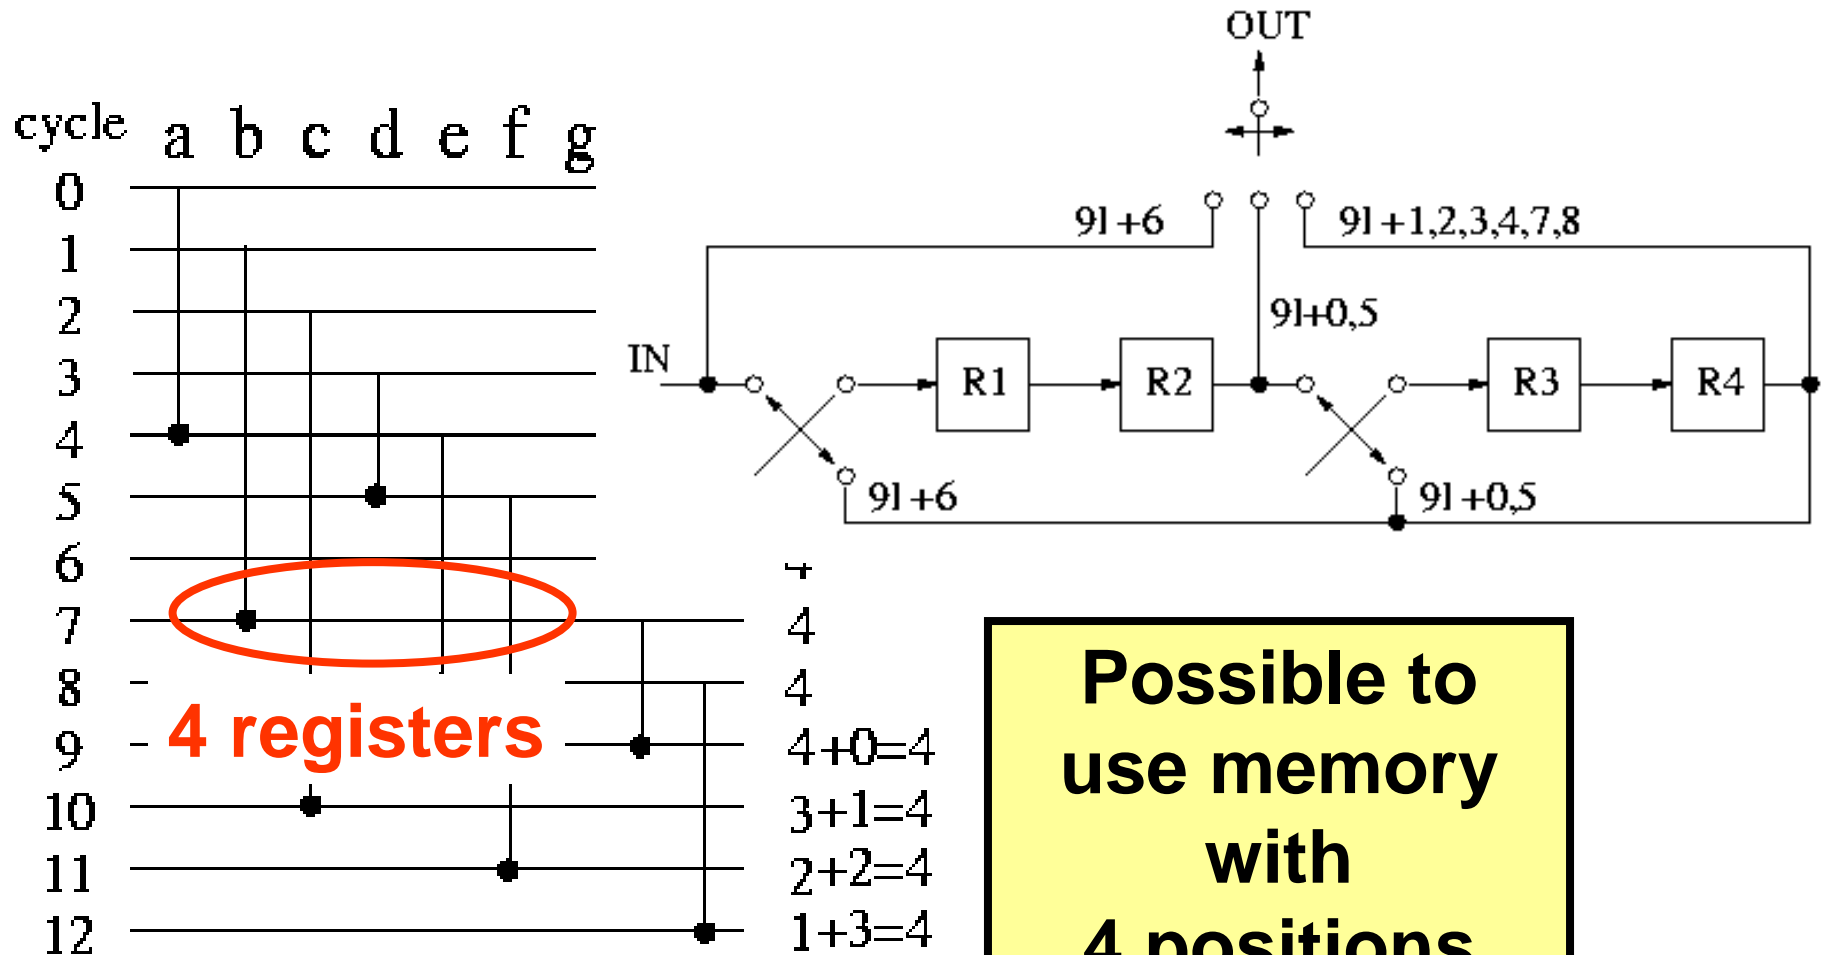 OUT
cycle a b c d e f g
0
1
2
3
4
5
6
7
8
9
10
11
12
4 registers
4
4
4+0=4
3+1=4
2+2=4
1+3=4
9l+6
9l+1,2,3,4,7,8
9l+0,5
IN
R1
R2
R3
R4
9l+6
9l+0,5
Possible to
use memory
with
4 positions